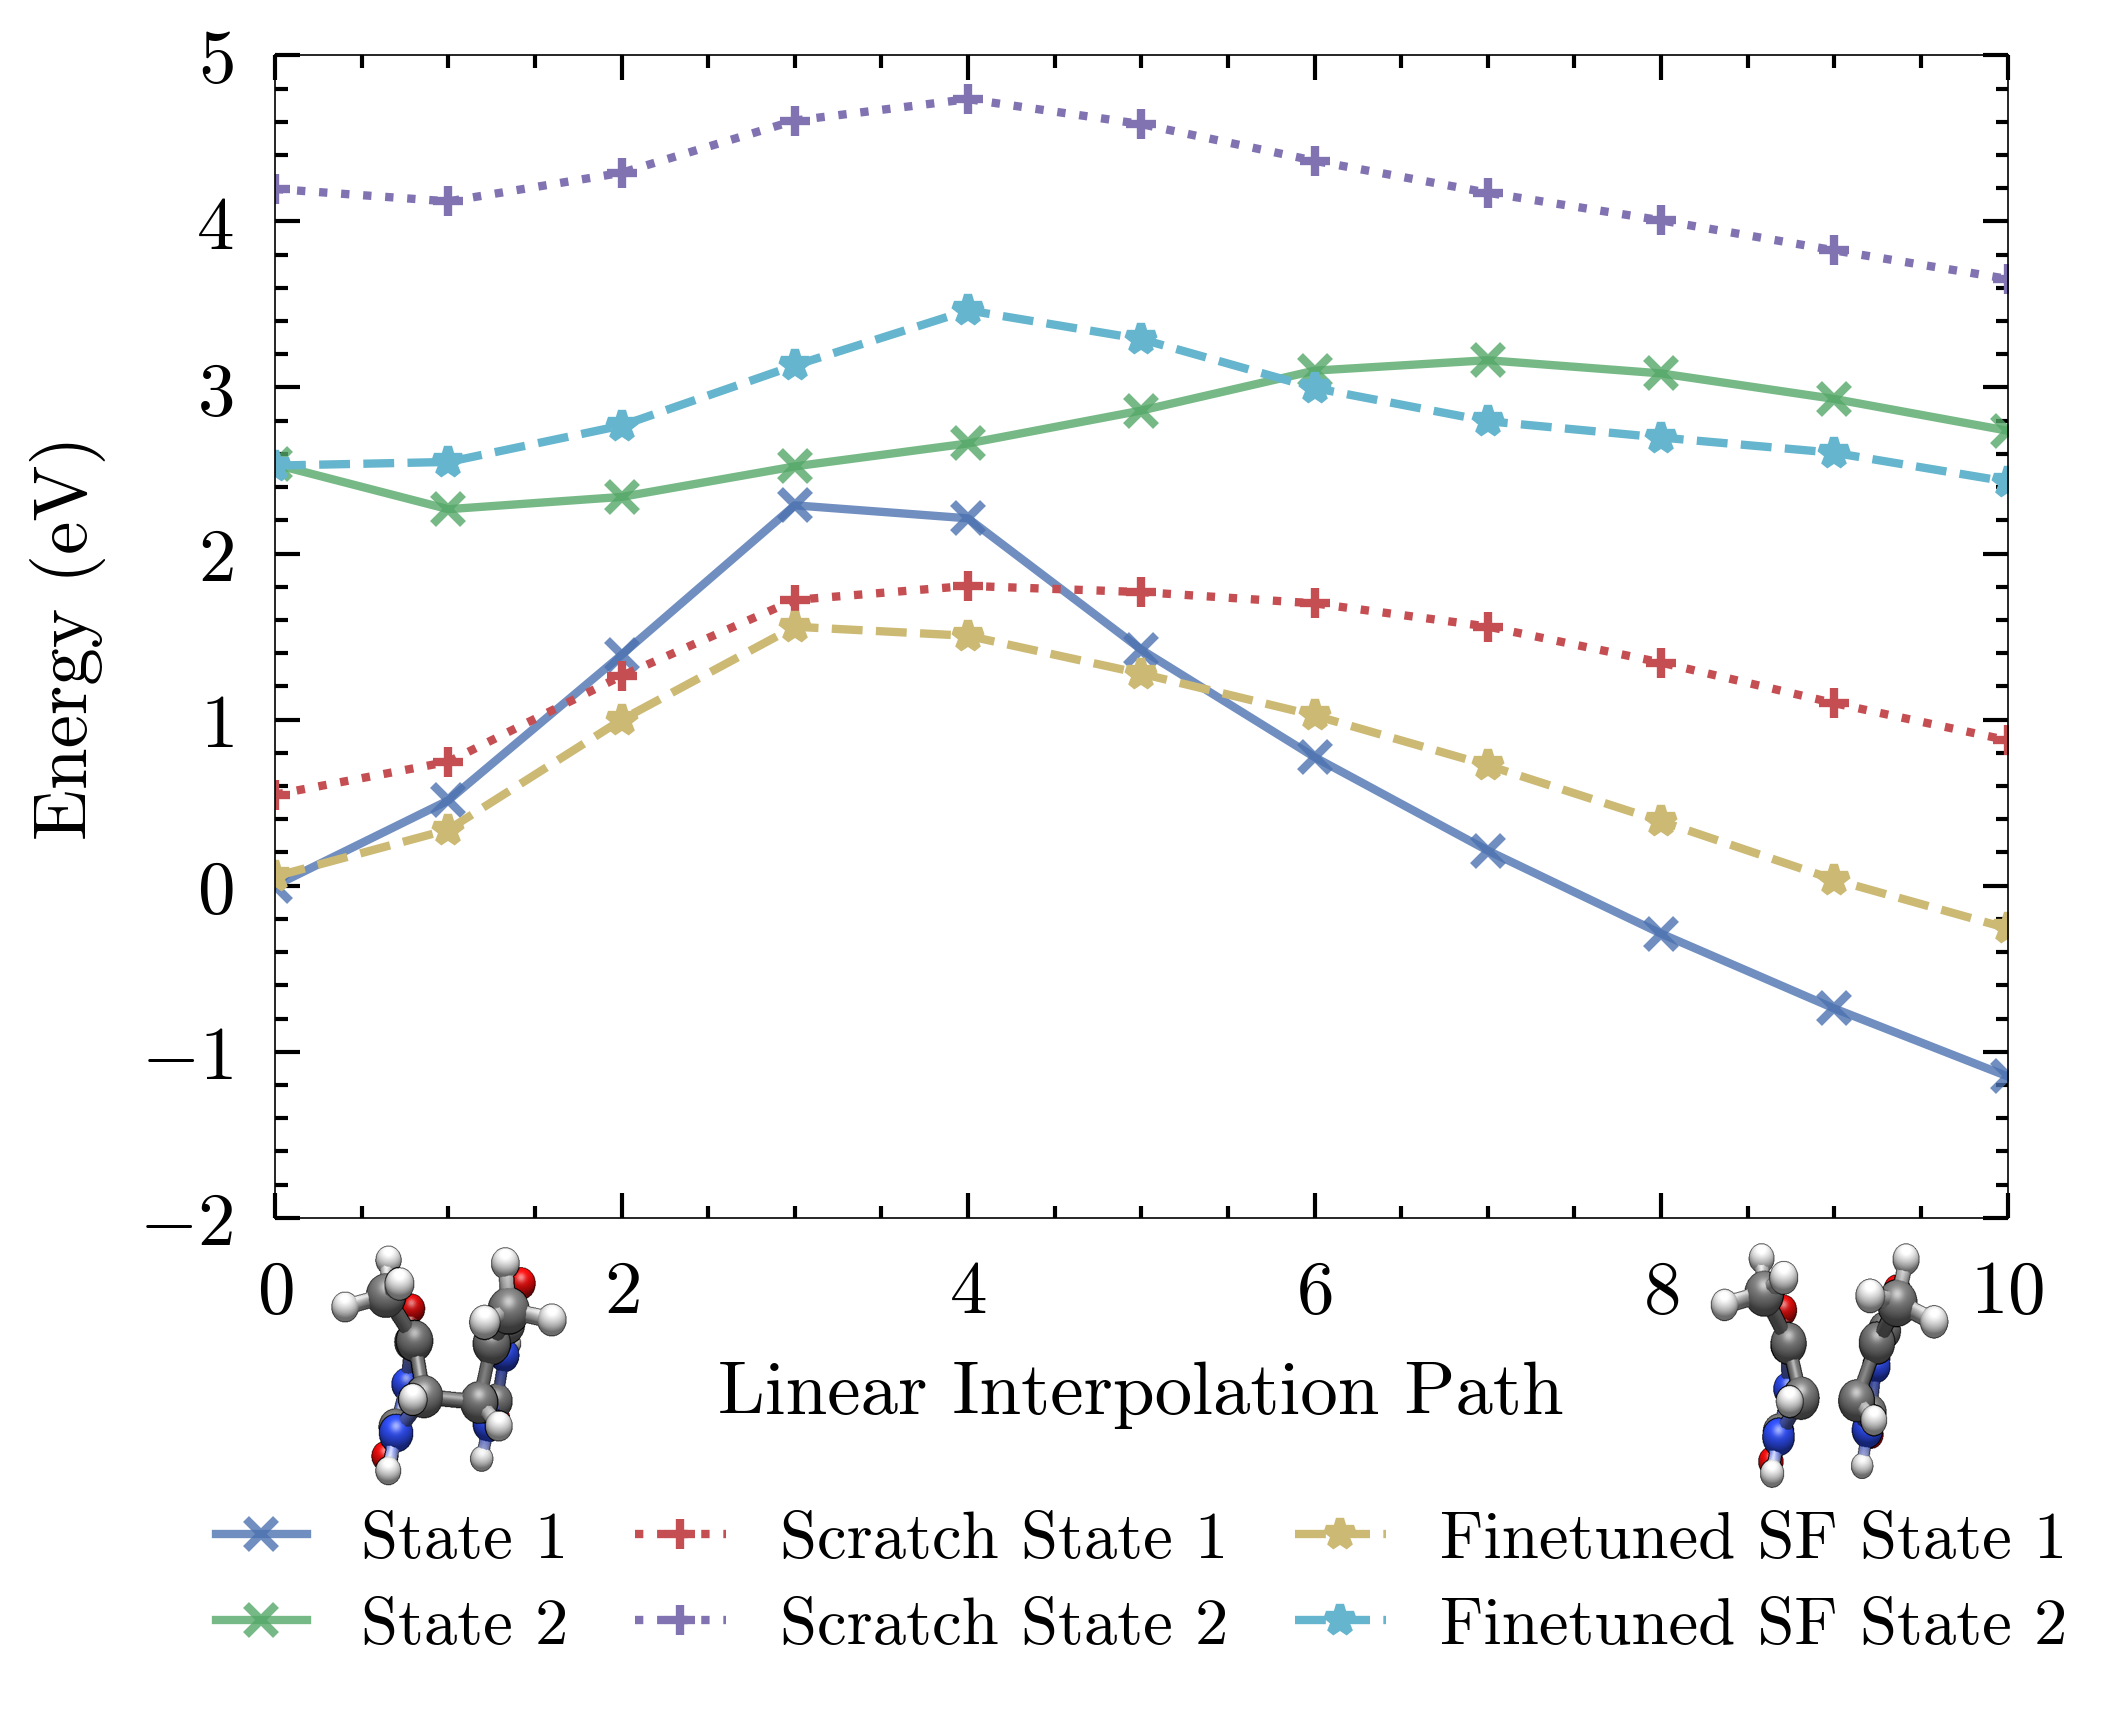 Energy (eV)
5
4
3
2
1
0
−1
−2
0 2 4 6 8 10
Linear Interpolation Path
State 1 Scratch State 1 Finetuned SF State 1
State 2 Scratch State 2 Finetuned SF State 2